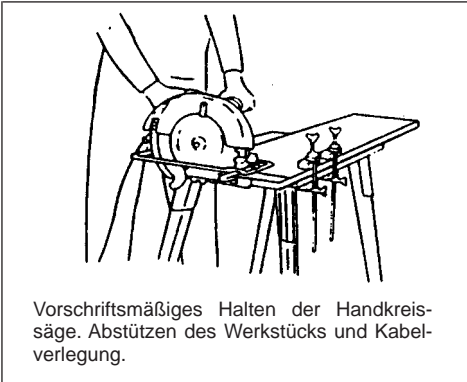 Vorschriftsmäßiges Halten der Handkreis-
säge. Abstützen des Werkstücks und Kabel-
verlegung.